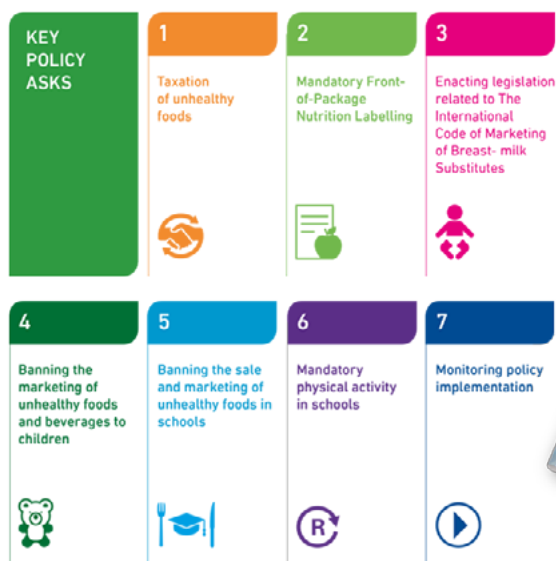 KEY
POLICY
ASKS
1
Taxation
of unhealthy
foods
2
Mandatory Front-
of-Package
Nutrition Labelling
3
Enacting legislation
related to The
International
Code of Marketing
of Breast- milk
Substitutes
4
Banning the
marketing of
unhealthy foods
and beverages to
children
5
Banning the sale
and marketing of
unhealthy foods in
schools
6
Mandatory
physical activity
in schools
R
7
Monitoring policy
implementation